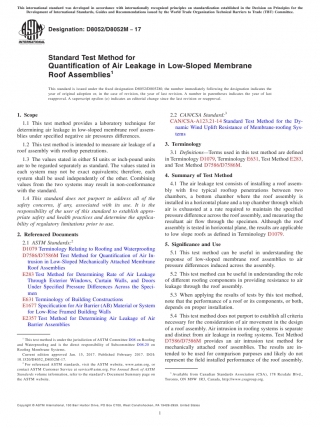 This international standard was developed in accordance with internationally recognized principles on standardization established in the Decision on Principles for the
Development of International Standards, Guides and Recommendations issued by the World Trade Organization Technical Barriers to Trade (TBT) Committee.
Designation: D8052/D8052M − 17
INTERNATIONAL
Standard Test Method for
Quantification of Air Leakage in Low-Sloped Membrane
Roof Assemblies1
This standard is issued under the fixed designation D8052/D8052M; the number immediately following the designation indicates the
year of original adoption or, in the case of revision, the year of last revision. A number in parentheses indicates the year of last
reapproval. A superscript epsilon (ε) indicates an editorial change since the last revision or reapproval.
1. Scope
1.1 This test method provides a laboratory technique for
determining air leakage in low-sloped membrane roof assem-
blies under specified negative air pressure differences.
1.2 This test method is intended to measure air leakage of a
roof assembly with rooftop penetrations.
1.3 The values stated in either SI units or inch-pound units
are to be regarded separately as standard. The values stated in
each system may not be exact equivalents; therefore, each
system shall be used independently of the other. Combining
values from the two systems may result in non-conformance
with the standard.
1.4 This standard does not purport to address all of the
safety concerns, if any, associated with its use. It is the
responsibility of the user of this standard to establish appro-
priate safety and health practices and determine the applica-
bility of regulatory limitations prior to use.
2. Referenced Documents
2.1 ASTM Standards:2
D1079 Terminology Relating to Roofing and Waterproofing
D7586/D7586M Test Method for Quantification of Air In-
trusion in Low-Sloped Mechanically Attached Membrane
Roof Assemblies
E283 Test Method for Determining Rate of Air Leakage
Through Exterior Windows, Curtain Walls, and Doors
Under Specified Pressure Differences Across the Speci-
men
E631 Terminology of Building Constructions
E1677 Specification for Air Barrier (AB) Material or System
for Low-Rise Framed Building Walls
E2357 Test Method for Determining Air Leakage of Air
Barrier Assemblies
1 This test method is under the jurisdiction of ASTM Committee D08 on Roofing
and Waterproofing and is the direct responsibility of Subcommittee D08.20 on
Roofing Membrane Systems.
Current edition approved Jan. 15, 2017. Published February 2017. DOI:
10.1520/D8052_D8052M-17.
2 For referenced ASTM standards, visit the ASTM website, www.astm.org, or
contact ASTM Customer Service at service@astm.org. For Annual Book of ASTM
Standards volume information, refer to the standard's Document Summary page on
the ASTM website.
2.2 CAN/CSA Standard:3
CAN/CSA-A123.21-14 Standard Test Method for the Dy-
namic Wind Uplift Resistance of Membrane-roofing Sys-
tems
3. Terminology
3.1 Definitions—Terms used in this test method are defined
in Terminology D1079, Terminology E631, Test Method E283,
and Test Method D7586/D7586M.
4. Summary of Test Method
4.1 The air leakage test consists of installing a roof assem-
bly with five typical rooftop penetrations between two
chambers, a bottom chamber where the roof assembly is
installed in a horizontal plane and a top chamber through which
air is exhausted at a rate required to maintain the specified
pressure difference across the roof assembly, and measuring the
resultant air flow through the specimen. Although the roof
assembly is tested in horizontal plane, the results are applicable
to low slope roofs as defined in Terminology D1079.
5. Significance and Use
5.1 This test method can be useful in understanding the
response of low-sloped membrane roof assemblies to air
pressure differences induced across the assembly.
5.2 This test method can be useful in understanding the role
of different roofing components in providing resistance to air
leakage through the roof assembly.
5.3 When applying the results of tests by this test method,
note that the performance of a roof or its components, or both,
depends on proper installation.
5.4 This test method does not purport to establish all criteria
necessary for the consideration of air movement in the design
of a roof assembly. Air intrusion in roofing systems is separate
and distinct from air leakage in roofing systems. Test Method
D7586/D7586M provides an air intrusion test method for
mechanically attached roof assemblies. The results are in-
tended to be used for comparison purposes and likely do not
represent the field installed performance of the roof assembly.
3 Available from Canadian Standards Association (CSA), 178 Rexdale Blvd.,
Toronto, ON M9W 1R3, Canada, http://www.csagroup.org.
Copyright © ASTM International, 100 Barr Harbor Drive, PO Box C700, West Conshohocken, PA 19428-2959. United States
1